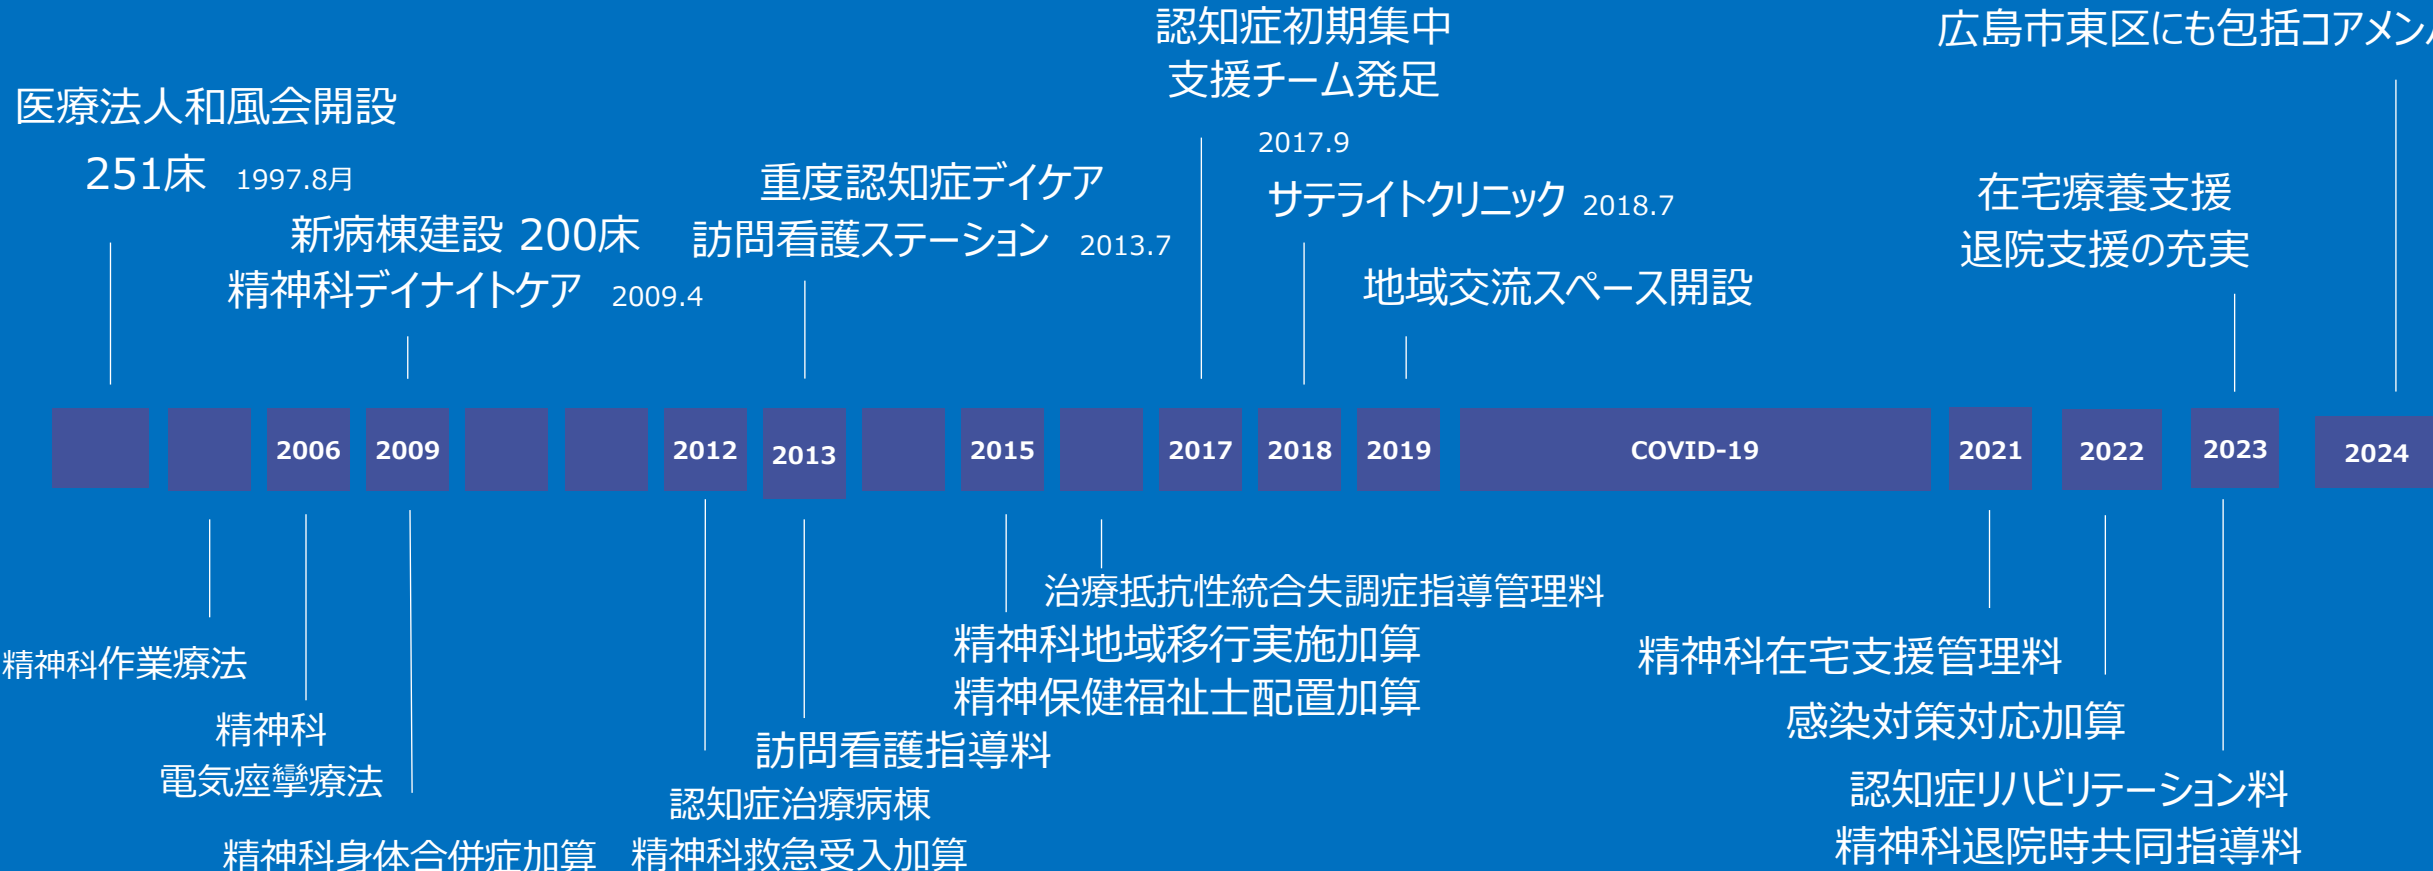 医療法人和風会開設
251床 1997.8月
新病棟建設 200床
精神科デイナイトケア 2009.4
重度認知症デイケア
訪問看護ステーション 2013.7
認知症初期集中
支援チーム発足
2017.9
サテライトクリニック 2018.7
地域交流スペース開設
在宅療養支援
退院支援の充実
広島市東区にも包括コアメン
2006 2009 2012 2013 2015 2017 2018 2019 COVID-19 2021 2022 2023 2024
精神科作業療法
精神科
電気痙攣療法
精神科身体合併症加算
認知症治療病棟
精神科救急受入加算
訪問看護指導料
治療抵抗性統合失調症指導管理料
精神科地域移行実施加算
精神保健福祉士配置加算
精神科在宅支援管理料
感染対策対応加算
認知症リハビリテーション料
精神科退院時共同指導料